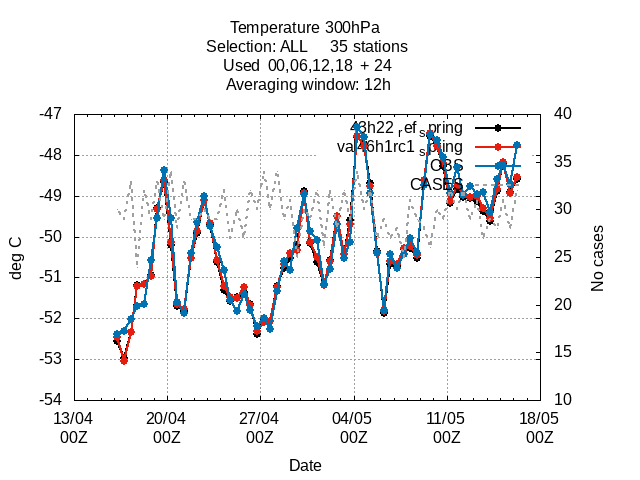 Temperature 300hPa
Selection: ALL 35 stations
Used 00,06,12,18 + 24
Averaging window: 12h
-47
-48
-49
-50
-51
-52
-53
-54
deg C
40
35
30
25
20
15
10
No cases
43h22_ref_spring
val46h1rc1_spring
OBS
CASES
13/04 20/04 27/04 04/05 11/05 18/05
00Z 00Z 00Z 00Z 00Z 00Z
Date